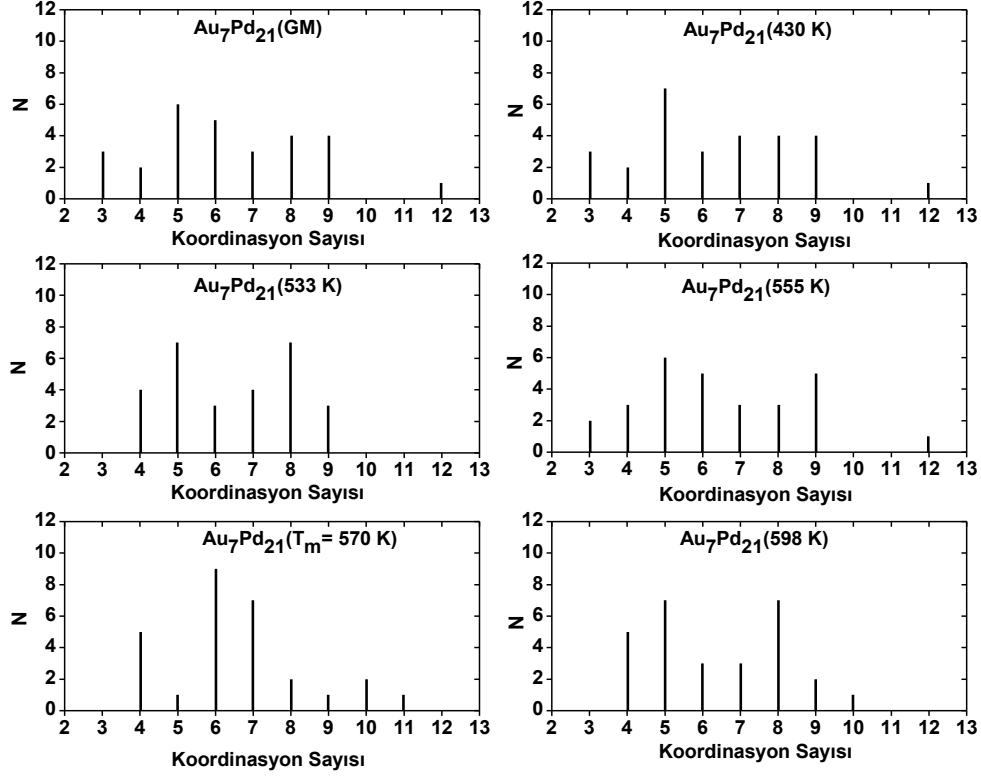 Au7Pd21(GM)
N
12
10
8
6
4
2
0
2 3 4 5 6 7 8 9 10 11 12 13
Koordinasyon Sayısı
Au7Pd21(430 K)
N
12
10
8
6
4
2
0
2 3 4 5 6 7 8 9 10 11 12 13
Koordinasyon Sayısı
Au7Pd21(533 K)
N
12
10
8
6
4
2
0
2 3 4 5 6 7 8 9 10 11 12 13
Koordinasyon Sayısı
Au7Pd21(555 K)
N
12
10
8
6
4
2
0
2 3 4 5 6 7 8 9 10 11 12 13
Koordinasyon Sayısı
Au7Pd21(Tm= 570 K)
N
12
10
8
6
4
2
0
2 3 4 5 6 7 8 9 10 11 12 13
Koordinasyon Sayısı
Au7Pd21(598 K)
N
12
10
8
6
4
2
0
2 3 4 5 6 7 8 9 10 11 12 13
Koordinasyon Sayısı